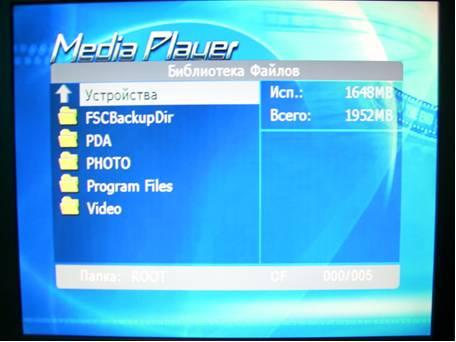 Media Player
Библиотека Файлов
Устройства
Исп.: 1648MB
FSCBackupDir
Всего: 1952MB
PDA
PHOTO
Program Files
Video
Папка: ROOT CF 000/005